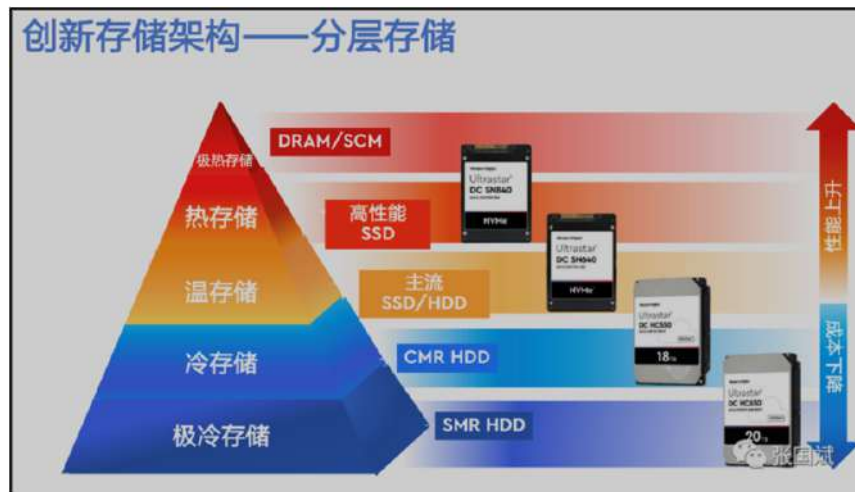 创新存储架构——分层存储
极热存储
DRAM/SCM
热存储
高性能
SSD
温存储
主流
SSD/HDD
冷存储
CMR HDD
极冷存储
SMR HDD
Ultrastar
DC SN840
NVMe
Ultrastar
DC SN640
NVMe
Ultrastar
DC HC550
18TB
Ultrastar
DC HC650
20TB
性能上升
成本下降
张国斌